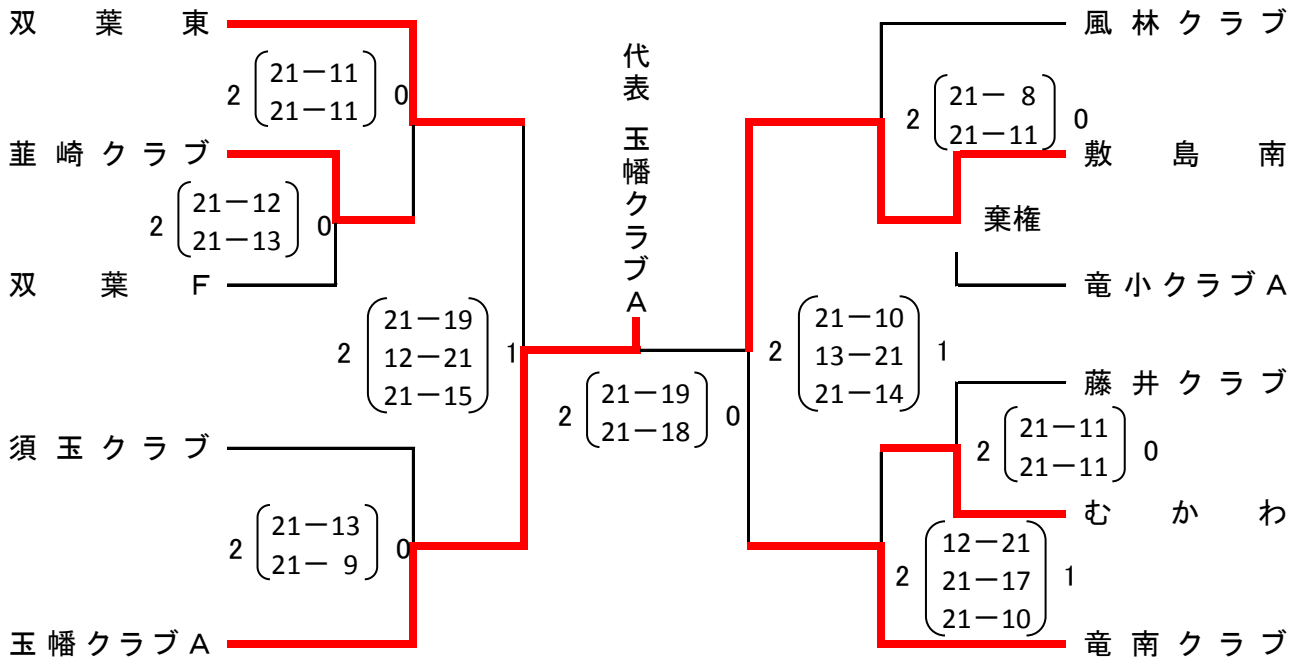 双葉東
2 21－11 0
21－11
韮崎クラブ
2 21－12 0
21－13
双葉Ｆ
2 21－19 1
12－21
21－15
須玉クラブ
2 21－13 0
21－ 9
玉幡クラブＡ
代表 玉幡クラブＡ
2 21－19 0
21－18
風林クラブ
2 21－ 8 0
21－11
敷島南
棄権
竜小クラブＡ
2 21－10 1
13－21
21－14
藤井クラブ
2 21－11 0
21－11
むかわ
2 12－21 1
21－17
21－10
竜南クラブ